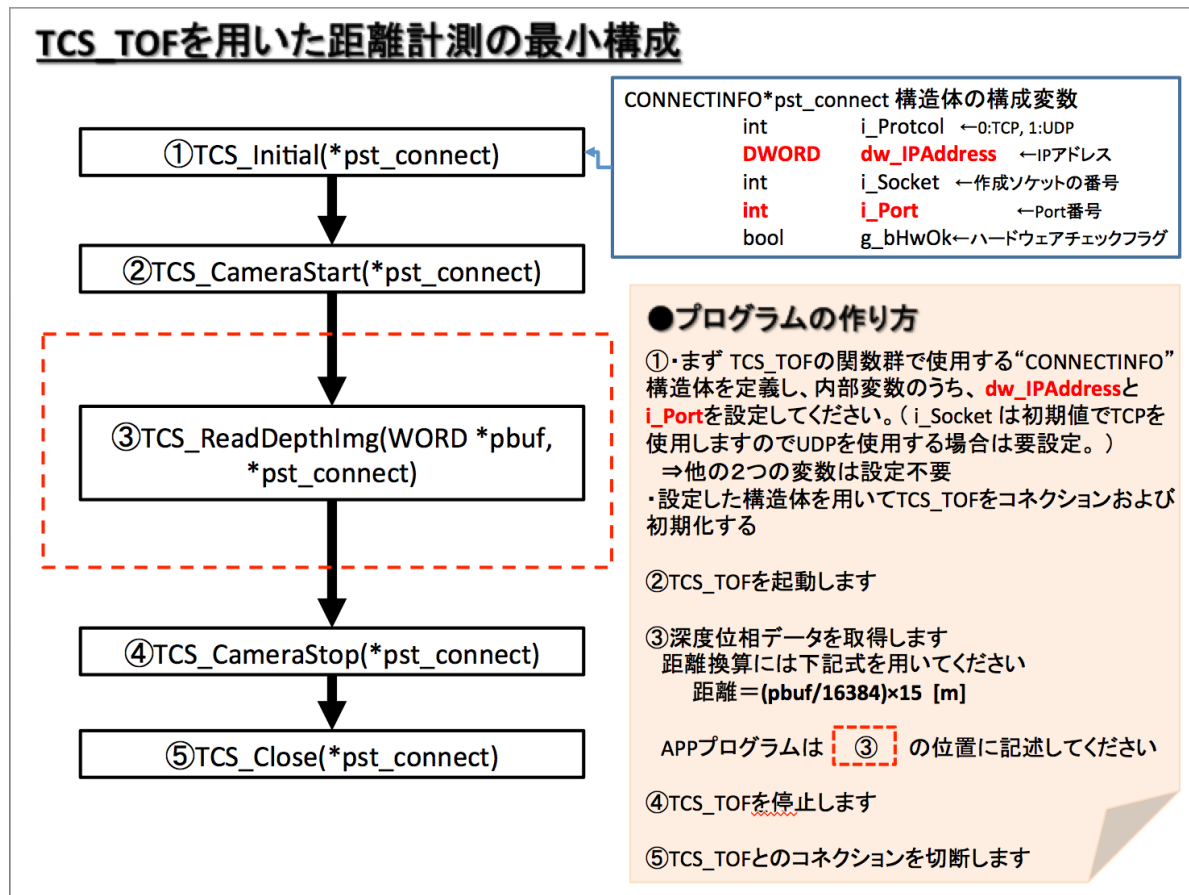 TCS_TOFを用いた距離計測の最小構成
①TCS_Initial(*pst_connect)
②TCS_CameraStart(*pst_connect)
③TCS_ReadDepthImg(WORD *pbuf,
*pst_connect)
④TCS_CameraStop(*pst_connect)
⑤TCS_Close(*pst_connect)
CONNECTINFO*pst_connect 構造体の構成変数
int i_Protcol ←0:TCP, 1:UDP
DWORD dw_IPAddress ←IPアドレス
int i_Socket ←作成ソケットの番号
int i_Port ←Port番号
bool g_bHwOk←ハードウェアチェックフラグ
●プログラムの作り方
①・まず TCS_TOFの関数群で使用する“CONNECTINFO”
構造体を定義し、内部変数のうち、 dw_IPAddressと
i_Portを設定してください。( i_Socket は初期値でTCPを
使用しますのでUDPを使用する場合は要設定。 )
⇒他の２つの変数は設定不要
・設定した構造体を用いてTCS_TOFをコネクションおよび
初期化する
②TCS_TOFを起動します
③深度位相データを取得します
距離換算には下記式を用いてください
距離＝(pbuf/16384)×15 [m]
APPプログラムは ③ の位置に記述してください
④TCS_TOFを停止します
⑤TCS_TOFとのコネクションを切断します